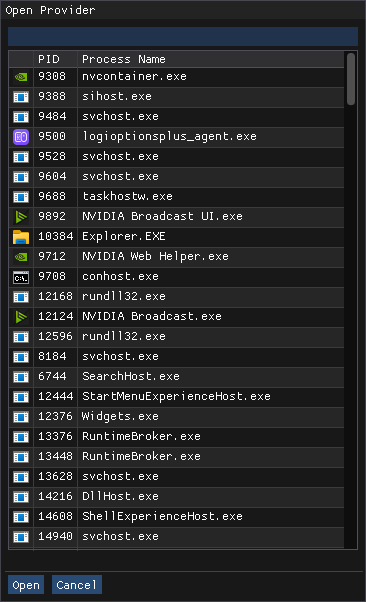 Open Provider
PID Process Name
9308 nvcontainer.exe
9388 sihost.exe
9484 svchost.exe
9500 logioptionsplus_agent.exe
9528 svchost.exe
9604 svchost.exe
9688 taskhostw.exe
9892 NVIDIA Broadcast UI.exe
10384 Explorer.EXE
9712 NVIDIA Web Helper.exe
C:\_ 9708 conhost.exe
12168 rundll32.exe
12124 NVIDIA Broadcast.exe
12596 rundll32.exe
8184 svchost.exe
6744 SearchHost.exe
12444 StartMenuExperienceHost.exe
12376 Widgets.exe
13376 RuntimeBroker.exe
13448 RuntimeBroker.exe
13628 svchost.exe
14216 DllHost.exe
14608 ShellExperienceHost.exe
14940 svchost.exe
Open Cancel